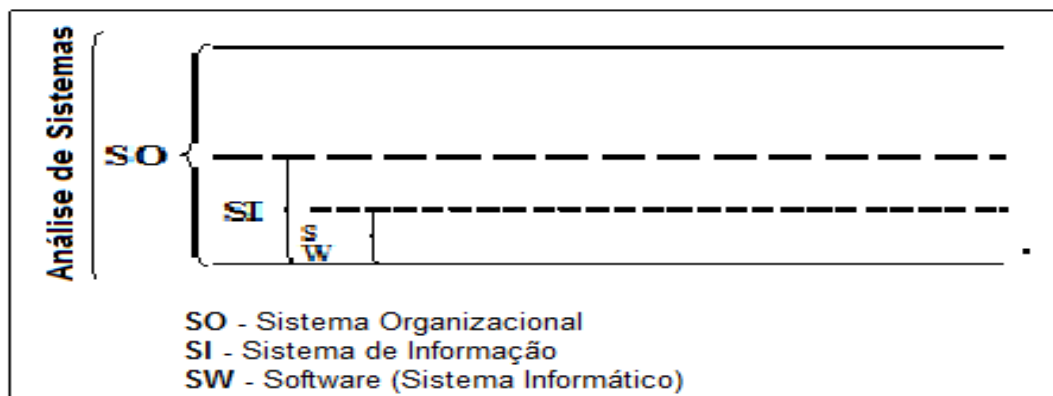 Análise de Sistemas
SO
SI
S
W
SO - Sistema Organizacional
SI - Sistema de Informação
SW - Software (Sistema Informático)